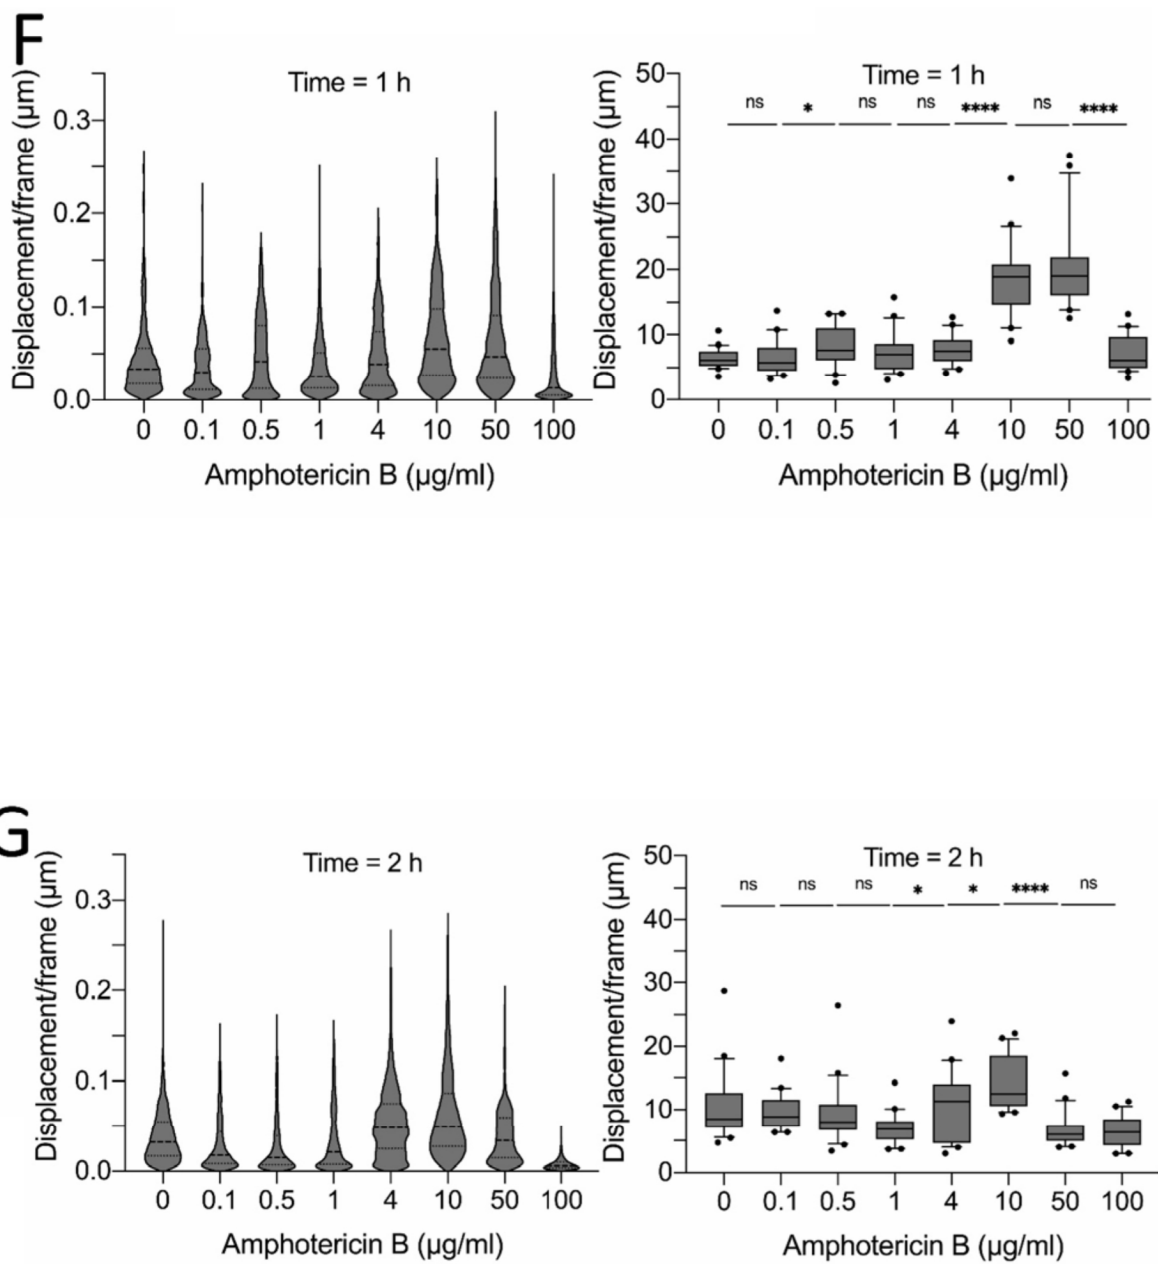 F
Displacement/frame (µm)
Time = 1 h
0.3
0.2
0.1
0.0
0 0.1 0.5 1 4 10 50 100
Amphotericin B (µg/ml)
Displacement/frame (µm)
Time = 1 h
ns * ns ns **** ns ****
50
40
30
20
10
0
0 0.1 0.5 1 4 10 50 100
Amphotericin B (µg/ml)
G
Displacement/frame (µm)
Time = 2 h
0.3
0.2
0.1
0.0
0 0.1 0.5 1 4 10 50 100
Amphotericin B (µg/ml)
Displacement/frame (µm)
Time = 2 h
ns ns ns * * **** ns
50
40
30
20
10
0
0 0.1 0.5 1 4 10 50 100
Amphotericin B (µg/ml)